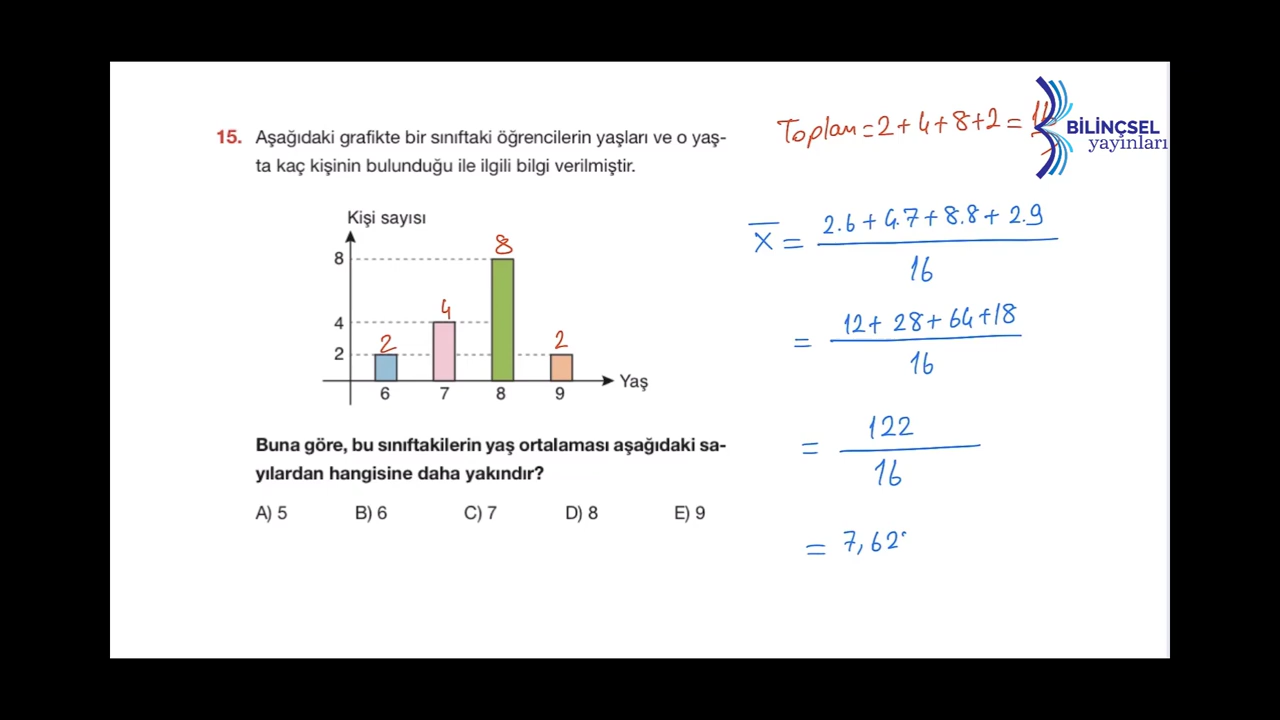 15. Aşağıdaki grafikte bir sınıftaki öğrencilerin yaşları ve o yaş-
ta kaç kişinin bulunduğu ile ilgili bilgi verilmiştir.
Kişi sayısı
8
8
4
4
2
2
2
6 7 8 9
Yaş
Buna göre, bu sınıftakilerin yaş ortalaması aşağıdaki sa-
yılardan hangisine daha yakındır?
A) 5 B) 6 C) 7 D) 8 E) 9
Toplam = 2 + 4 + 8 + 2 =
BİLİNÇSEL
yayınları
X = 2.6 + 4.7 + 8.8 + 2.9
16
= 12 + 28 + 64 + 18
16
= 122
16
= 7,62